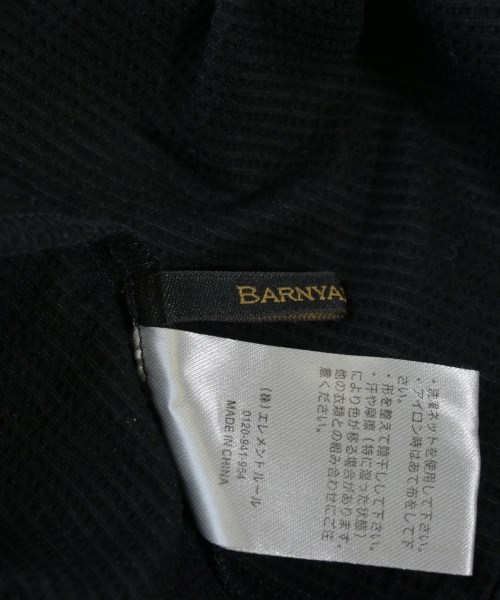 BARNYA
・洗濯ネットを使用して下さい。
・アイロン時はあて布をして下
さい。
・形を整えて陰干しして下さい。
・汗や摩擦（特に湿った状態）
により色が移る場合があります。
他の衣類との組み合わせにご注
意ください。
(株)エレメントルール
0120-941-954
MADE IN CHINA